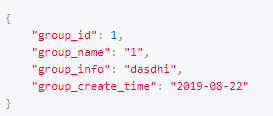 {
"group_id": 1,
"group_name": "1",
"group_info": "dasdhi",
"group_create_time": "2019-08-22"
}